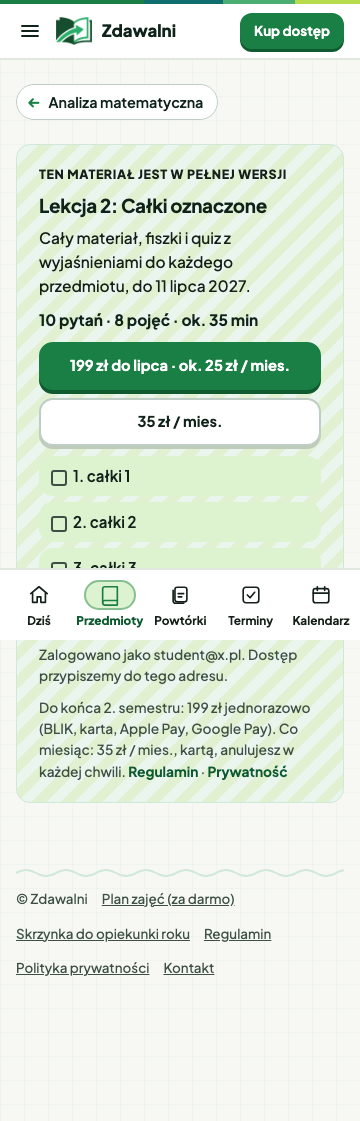 Zdawalni
Kup dostęp
← Analiza matematyczna
TEN MATERIAŁ JEST W PEŁNEJ WERSJI
Lekcja 2: Całki oznaczone
Cały materiał, fiszki i quiz z
wyjaśnieniami do każdego
przedmiotu, do 11 lipca 2027.
10 pytań · 8 pojęć · ok. 35 min
199 zł do lipca · ok. 25 zł / mies.
35 zł / mies.
1. całki 1
2. całki 2
3. całki 3
Dziś
Przedmioty
Powtórki
Terminy
Kalendarz
Zalogowano jako student@x.pl. Dostęp
przypiszemy do tego adresu.
Do końca 2. semestru: 199 zł jednorazowo
(BLIK, karta, Apple Pay, Google Pay). Co
miesiąc: 35 zł / mies., kartą, anulujesz w
każdej chwili. Regulamin · Prywatność
© Zdawalni Plan zajęć (za darmo)
Skrzynka do opiekunki roku Regulamin
Polityka prywatności Kontakt